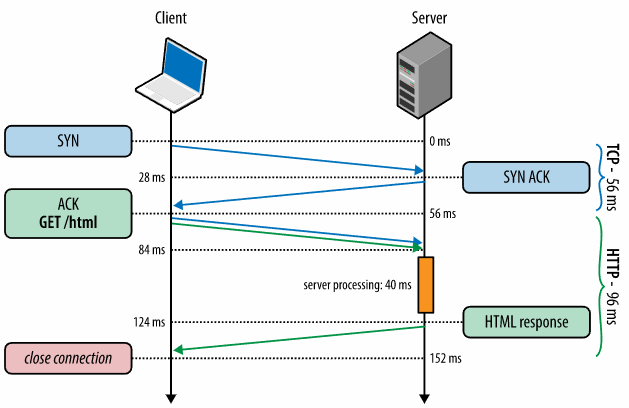 Client
Server
SYN
0 ms
28 ms
SYN ACK
TCP - 56 ms
ACK
GET /html
56 ms
84 ms
server processing: 40 ms
HTTP - 96 ms
124 ms
HTML response
close connection
152 ms